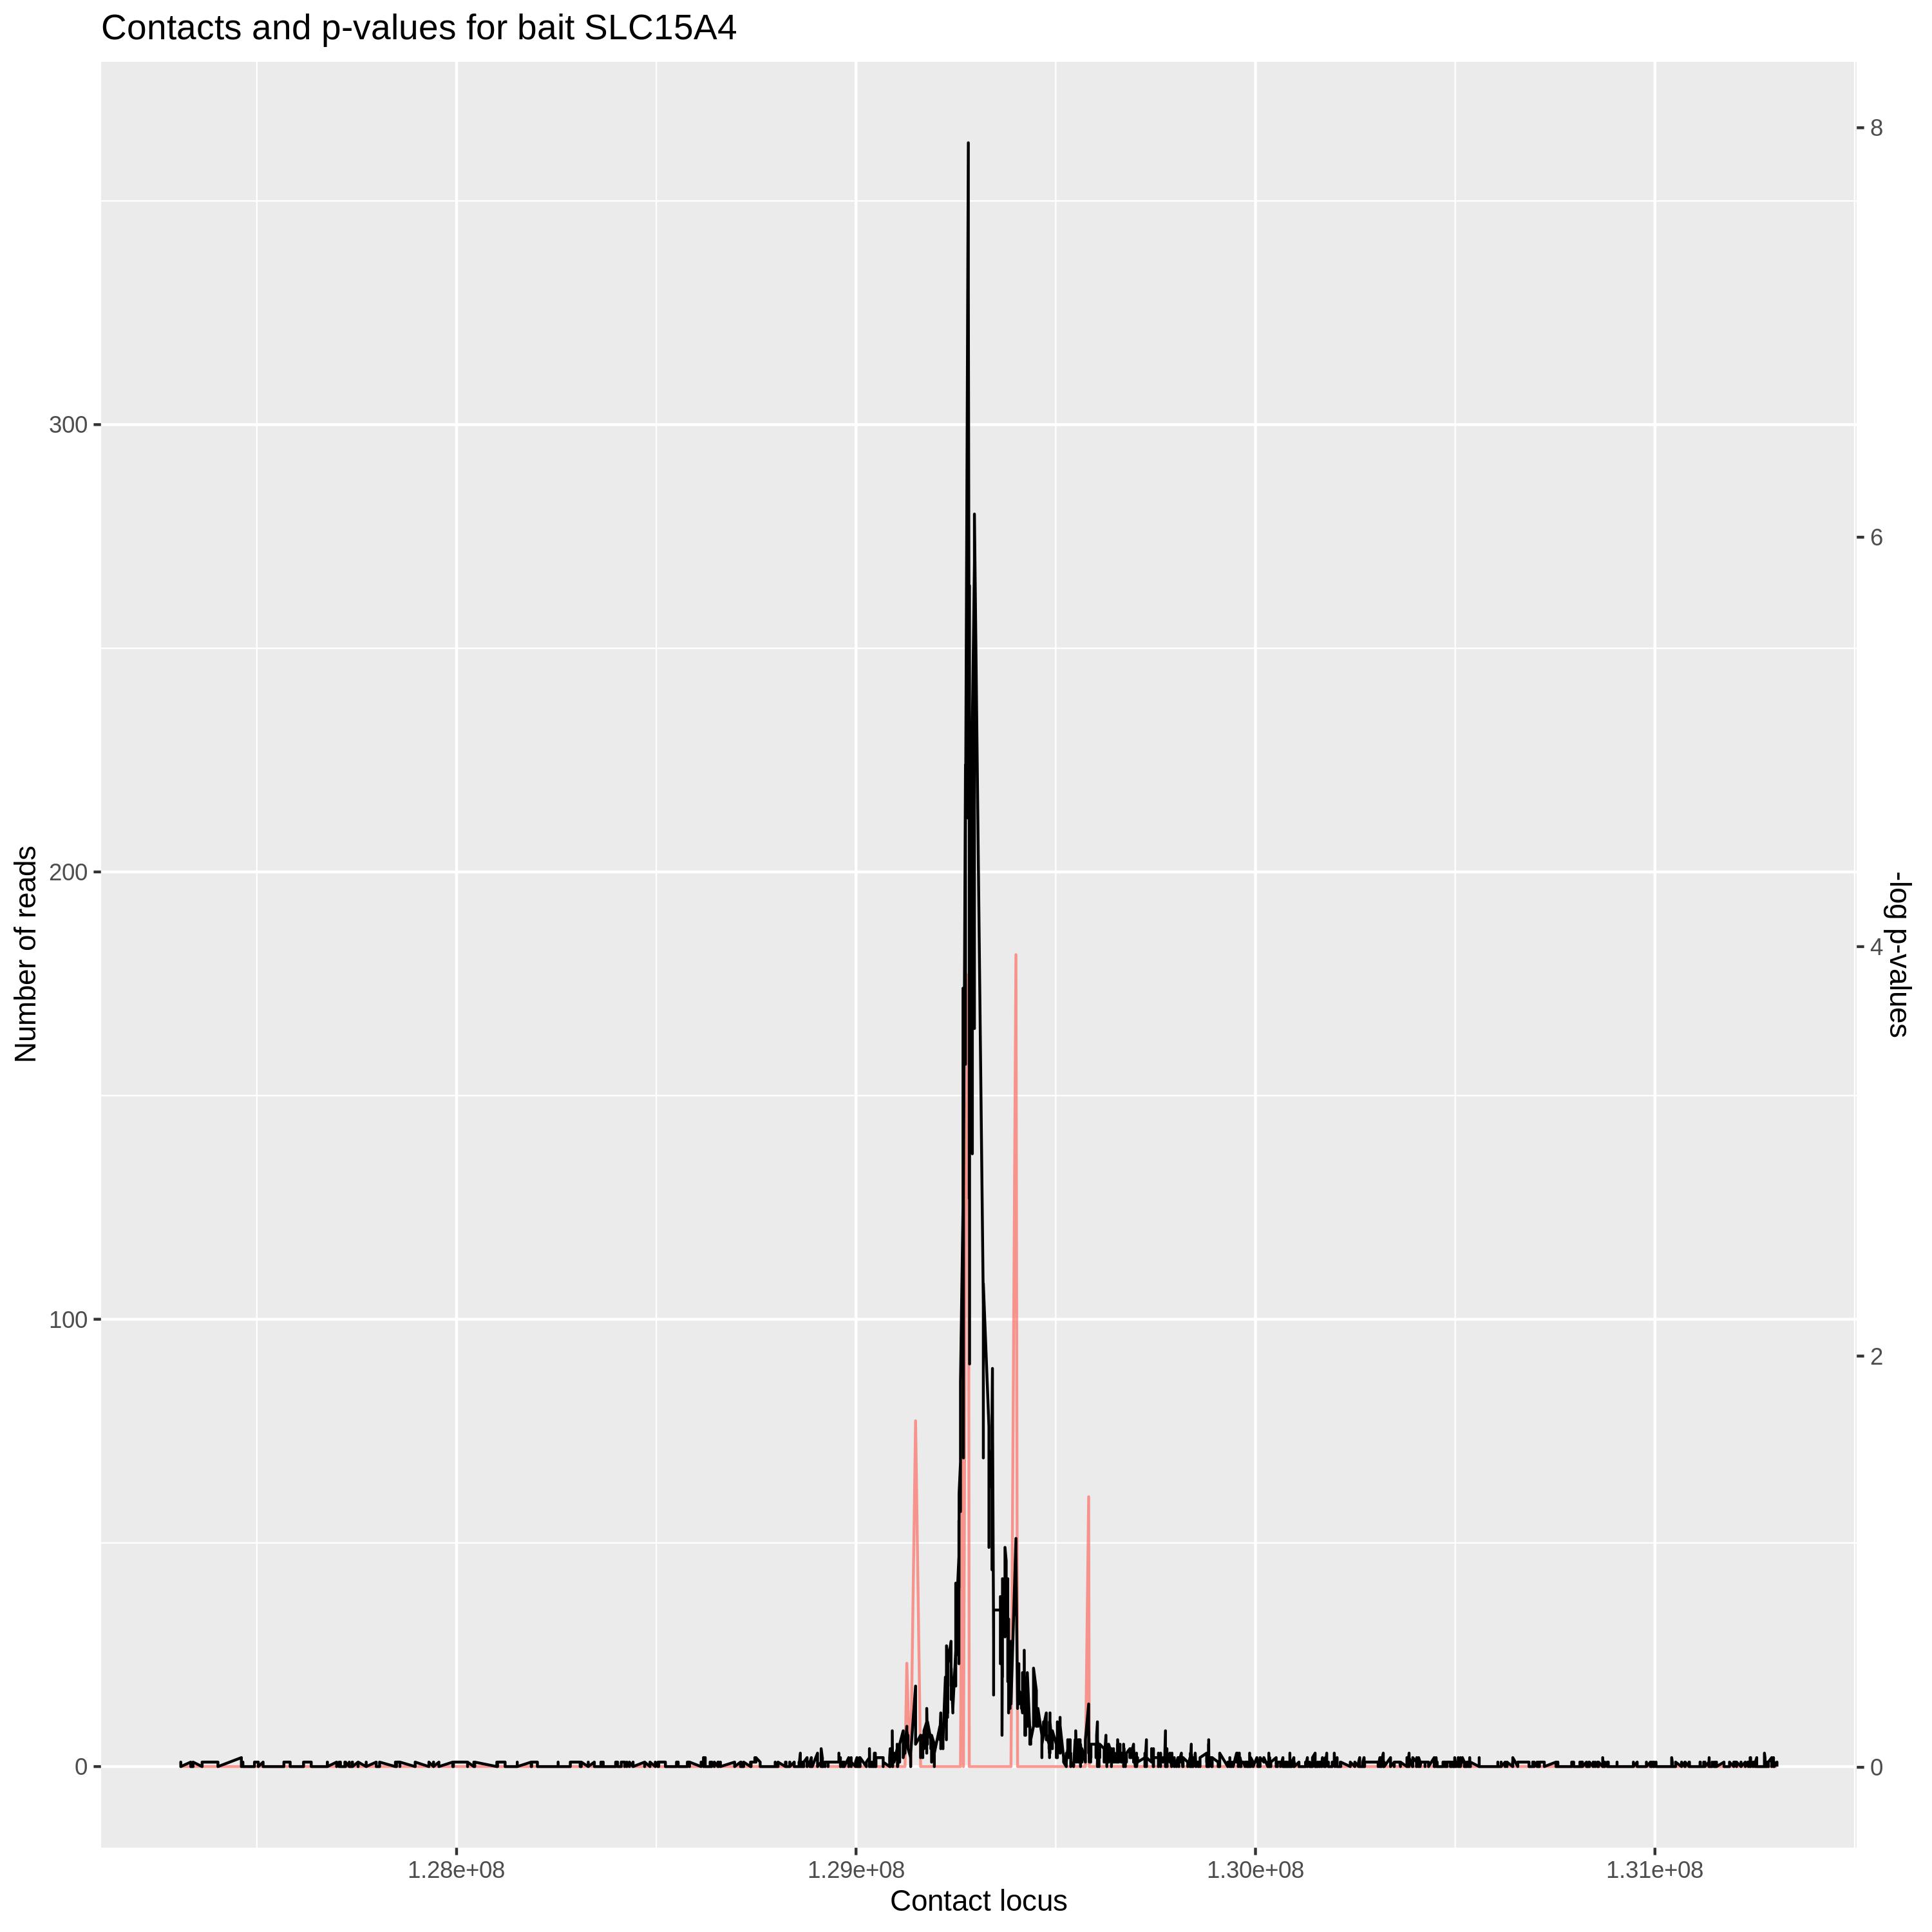 Contacts and p-values for bait SLC15A4
Number of reads
300
200
100
0
8
6
4
2
0
-log p-values
1.28e+08
1.29e+08
1.30e+08
1.31e+08
Contact locus